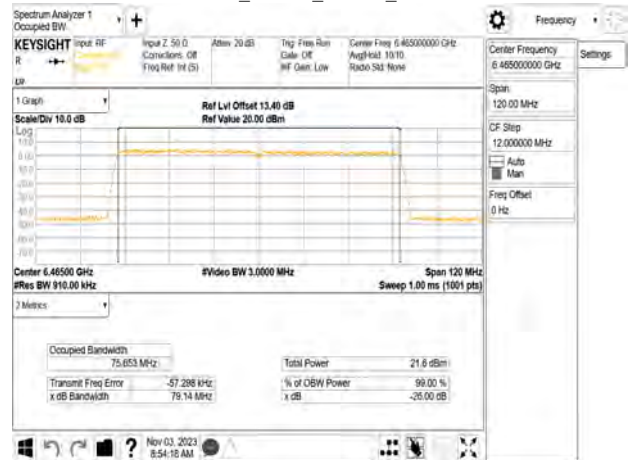 Spectrum Analyzer 1
Occupied BW
Frequency
KEYSIGHT
Input: RF
Input Z: 50 Ω
Corrections: Off
Freq Ref: Int (S)
Atten: 20 dB
Trig: Free Run
Gate: Off
#IF Gain: Low
Center Freq: 6.465000000 GHz
Avg|Hold: 10/10
Radio Std: None
Center Frequency
6.465000000 GHz
Settings
Span
120.00 MHz
CF Step
12.000000 MHz
Auto
Man
Freq Offset
0 Hz
1 Graph
Scale/Div 10.0 dB
Ref Lvl Offset 13.40 dB
Ref Value 20.00 dBm
Log
Center 6.46500 GHz
#Video BW 3.0000 MHz
Span 120 MHz
#Res BW 910.00 kHz
Sweep 1.00 ms (1001 pts)
2 Metrics
Occupied Bandwidth
75.653 MHz
Total Power
21.6 dBm
Transmit Freq Error
-57.298 kHz
% of OBW Power
99.00 %
x dB Bandwidth
79.14 MHz
x dB
-26.00 dB
Nov 03, 2023
8:54:18 AM